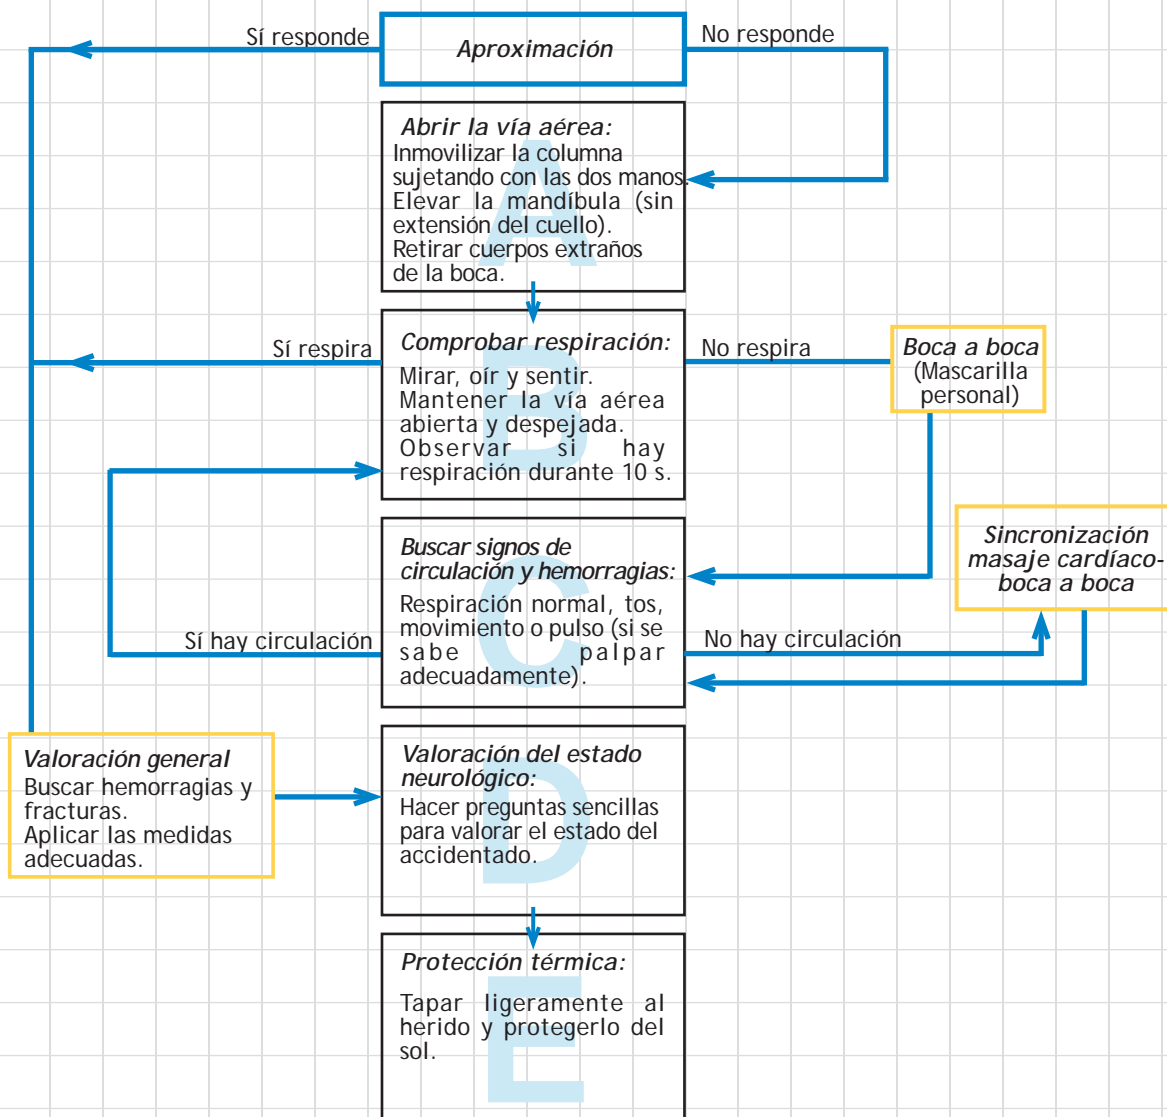 Sí responde
Aproximación
No responde
A
Abrir la vía aérea:
Inmovilizar la columna
sujetando con las dos manos.
Elevar la mandíbula (sin
extensión del cuello).
Retirar cuerpos extraños
de la boca.
B
Sí respira
Comprobar respiración:
Mirar, oír y sentir.
Mantener la vía aérea
abierta y despejada.
Observar si hay
respiración durante 10 s.
No respira
Boca a boca
(Mascarilla
personal)
C
Buscar signos de
circulación y hemorragias:
Respiración normal, tos,
movimiento o pulso (si se
sabe palpar
adecuadamente).
Sí hay circulación
No hay circulación
Sincronización
masaje cardíaco-
boca a boca
Valoración general
Buscar hemorragias y
fracturas.
Aplicar las medidas
adecuadas.
D
Valoración del estado
neurológico:
Hacer preguntas sencillas
para valorar el estado del
accidentado.
E
Protección térmica:
Tapar ligeramente al
herido y protegerlo del
sol.